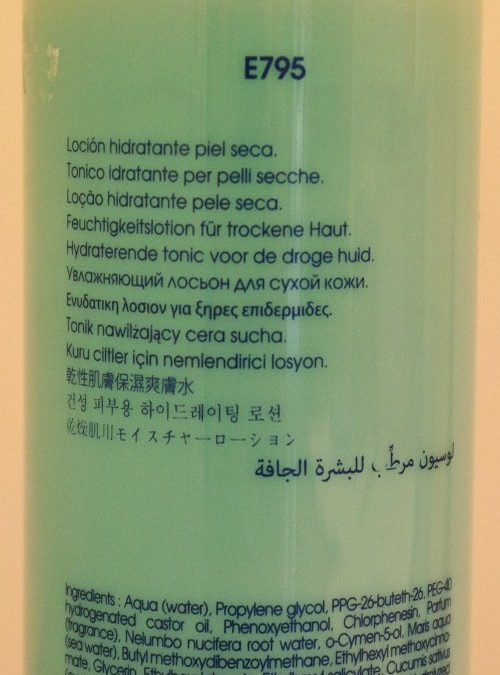 E795
Loción hidratante piel seca.
Tonico idratante per pelli secche.
Loção hidratante pele seca.
Feuchtigkeitslotion für trockene Haut.
Hydraterende tonic voor de droge huid.
Увлажняющий лосьон для сухой кожи.
Ενυδατικη λοσιον για ξηρες επιδερμιδες.
Tonik nawilżający cera sucha.
Kuru ciltler için nemlendirici losyon.
乾性肌膚保濕爽膚水
건성 피부용 하이드레이팅 로션
乾燥肌用モイスチャーローション
لوسيون مرطِّب للبشرة الجافة
Ingredients : Aqua (water), Propylene glycol, PPG-26-buteth-26, PEG-40
hydrogenated castor oil, Phenoxyethanol, Chlorphenesin, Parfum
(fragrance), Nelumbo nucifera root water, o-Cymen-5-ol, Maris aqua
(sea water), Butyl methoxydibenzoylmethane, Ethylhexyl methoxycinna-
mate, Glycerin, salicylate, Cucumis sativus